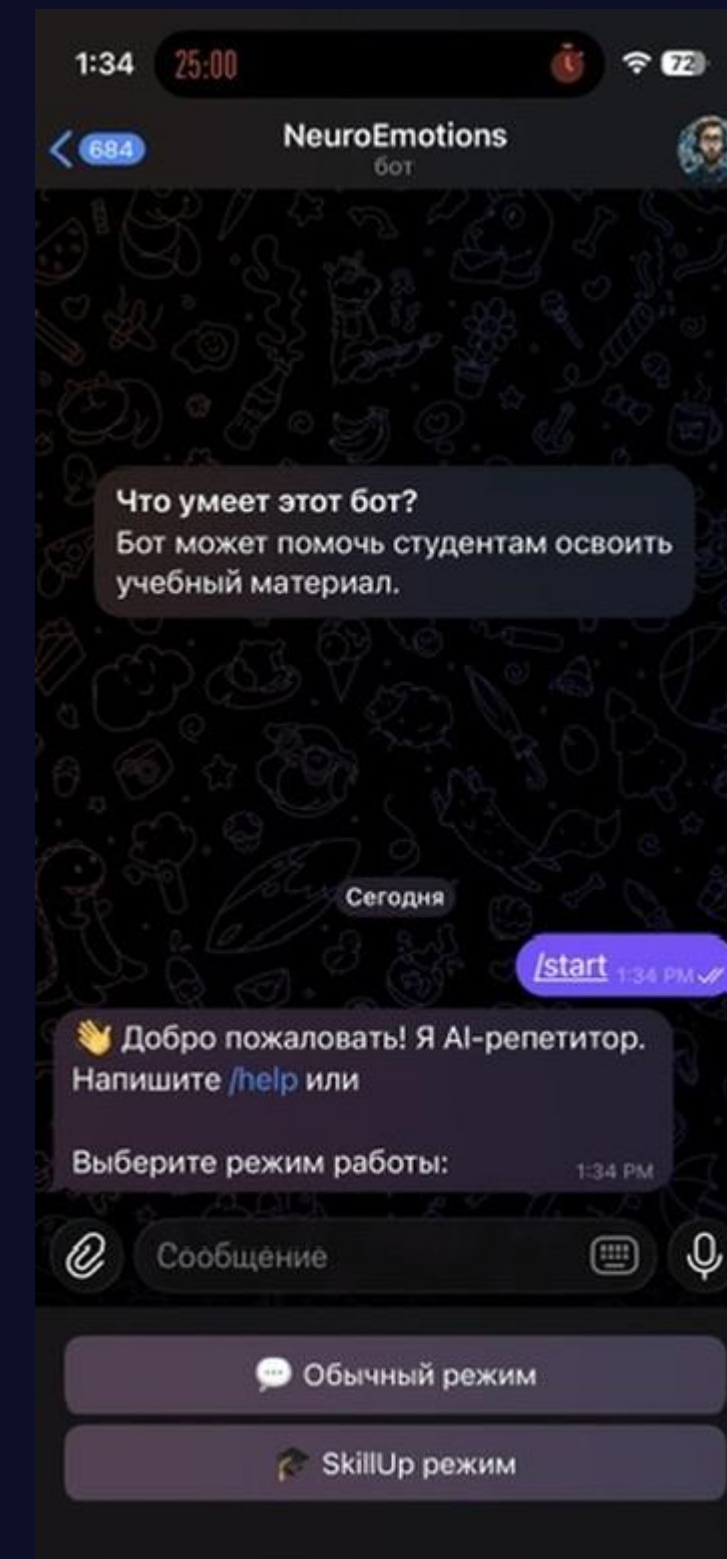 1:34 25:00 72
684 NeuroEmotions
бот
Что умеет этот бот?
Бот может помочь студентам освоить
учебный материал.
Сегодня
/start 1:34 PM
👋 Добро пожаловать! Я AI-репетитор.
Напишите /help или
Выберите режим работы: 1:34 PM
Сообщение
💬 Обычный режим
🎓 SkillUp режим